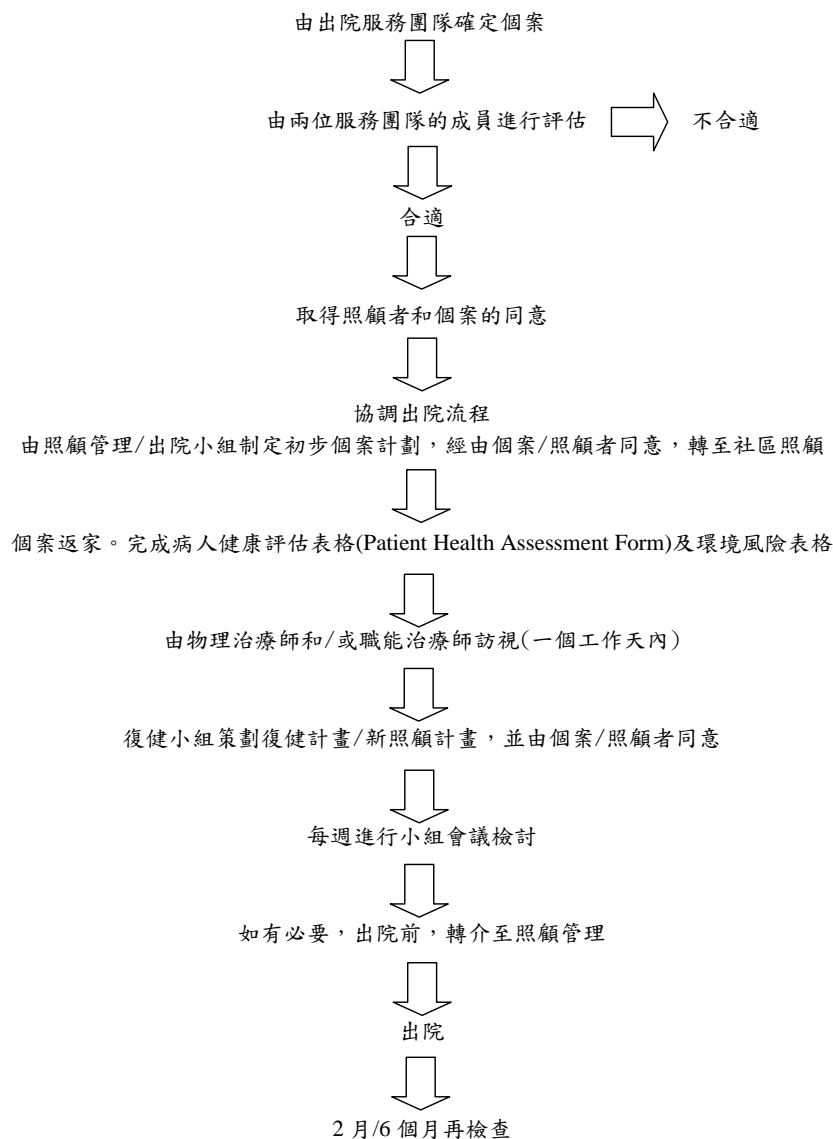 由出院服務團隊確定個案
由兩位服務團隊的成員進行評估
不合適
合適
取得照顧者和個案的同意
協調出院流程
由照顧管理/出院小組制定初步個案計劃，經由個案/照顧者同意，轉至社區照顧
個案返家。完成病人健康評估表格(Patient Health Assessment Form)及環境風險表格
由物理治療師和/或職能治療師訪視(一個工作天內)
復健小組策劃復健計畫/新照顧計畫，並由個案/照顧者同意
每週進行小組會議檢討
如有必要，出院前，轉介至照顧管理
出院
2 月/6 個月再檢查